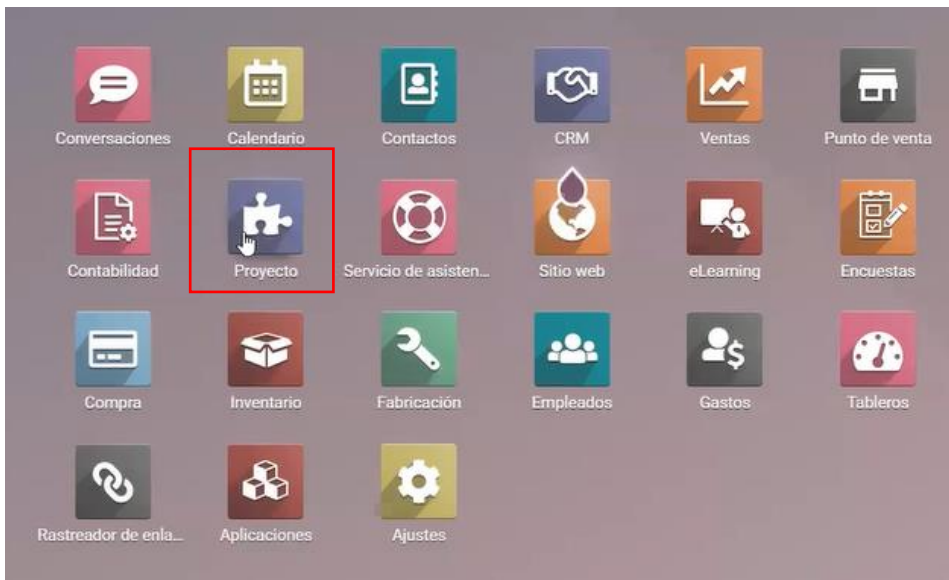 Conversaciones
Calendario
Contactos
CRM
Ventas
Punto de venta
Contabilidad
Proyecto
Servicio de asisten...
Sitio web
eLearning
Encuestas
Compra
Inventario
Fabricación
Empleados
Gastos
Tableros
Rastreador de enla...
Aplicaciones
Ajustes